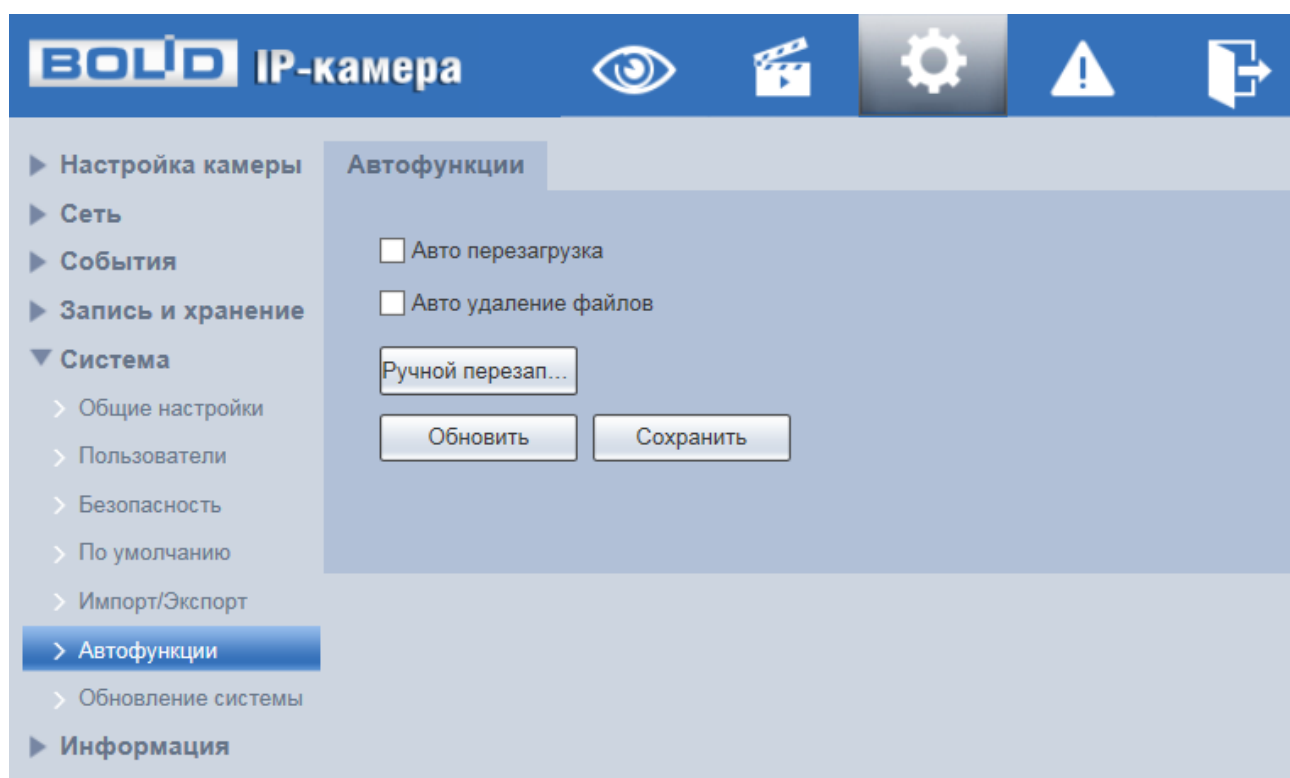 BOLID IP-камера
Настройка камеры
Автофункции
Сеть
События
Запись и хранение
Система
Общие настройки
Пользователи
Безопасность
По умолчанию
Импорт/Экспорт
Автофункции
Обновление системы
Информация
Авто перезагрузка
Авто удаление файлов
Ручной перезап...
Обновить Сохранить